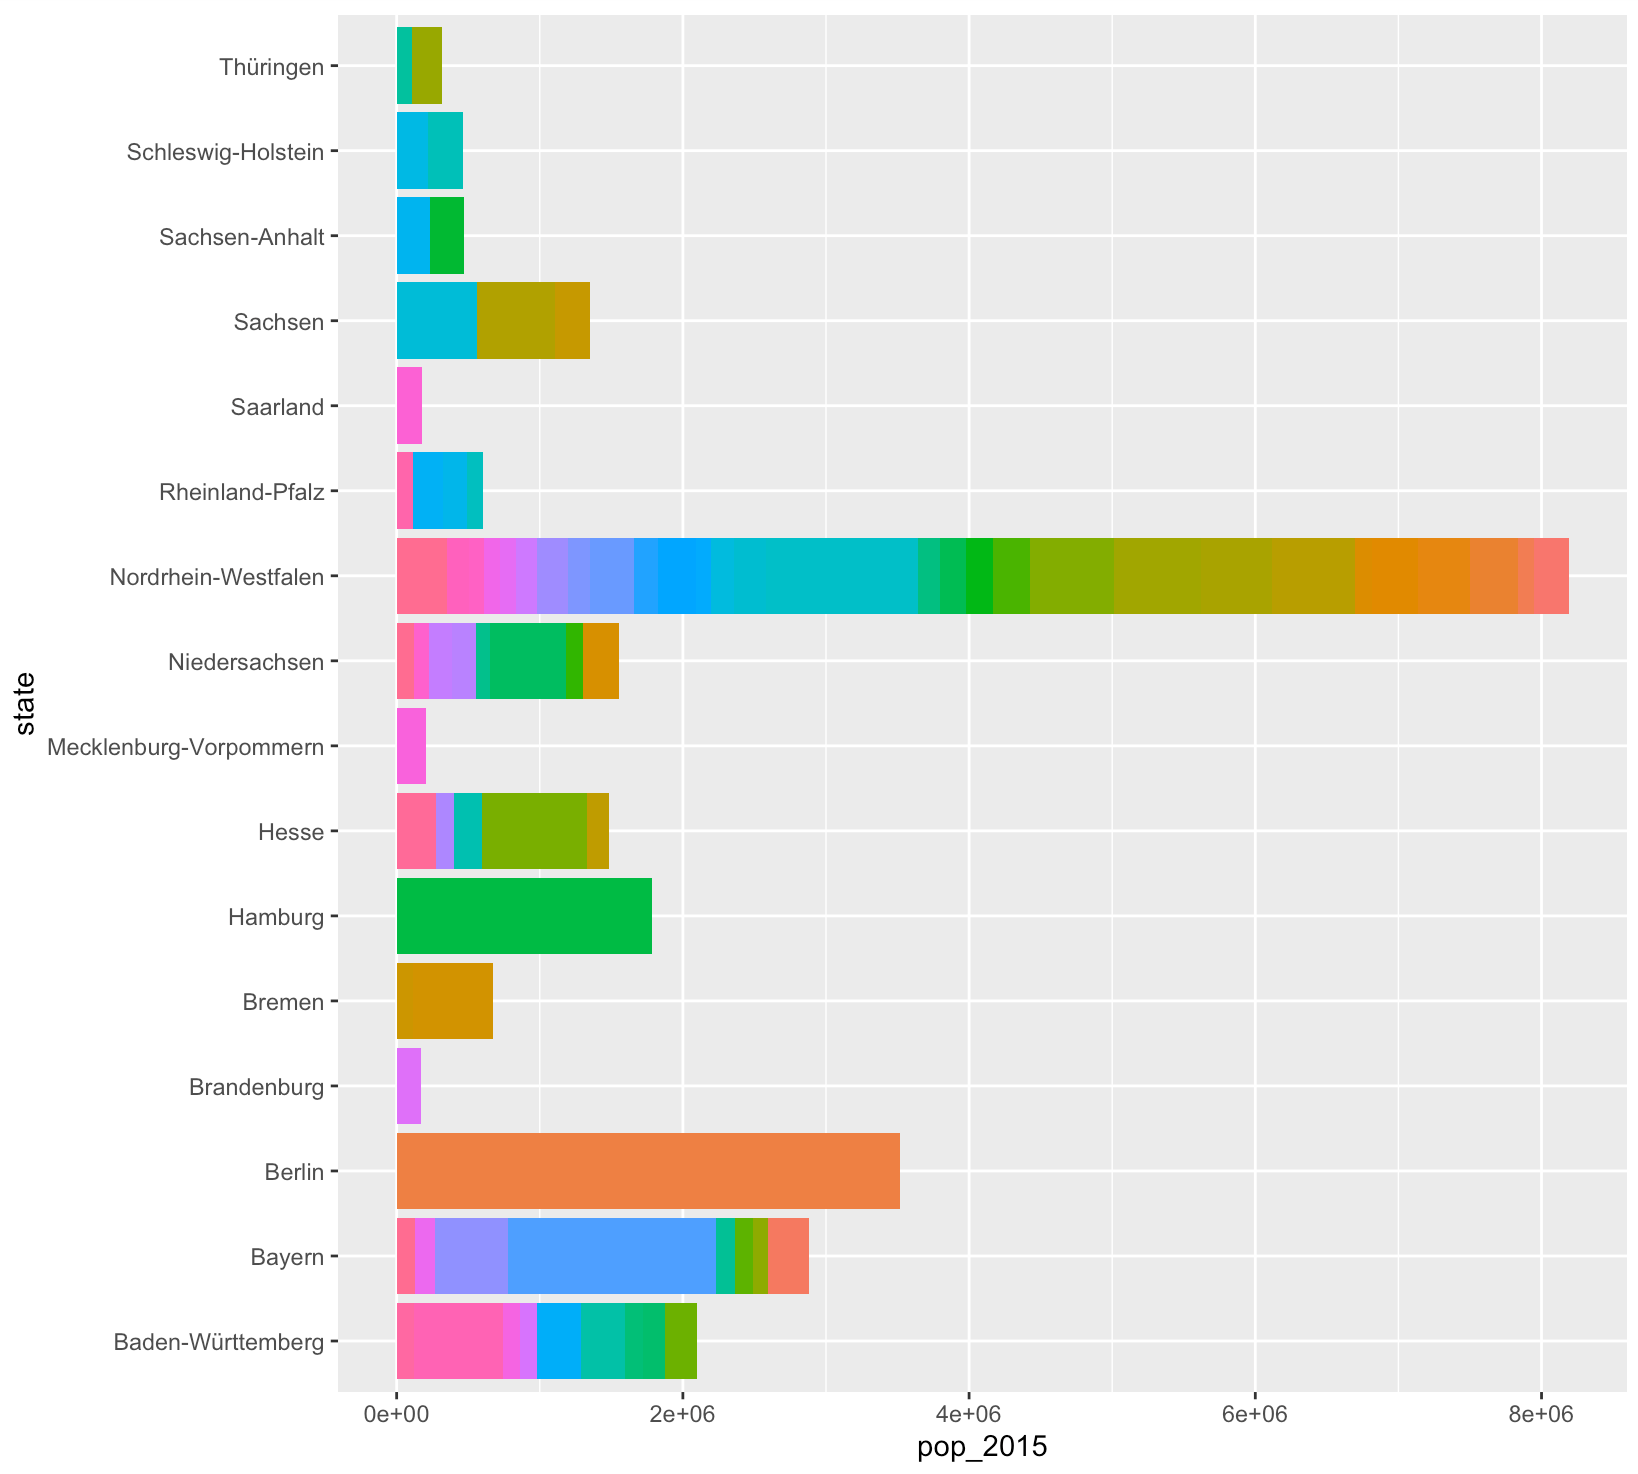 Thüringen
Schleswig-Holstein
Sachsen-Anhalt
Sachsen
Saarland
Rheinland-Pfalz
Nordrhein-Westfalen
Niedersachsen
Mecklenburg-Vorpommern
Hesse
Hamburg
Bremen
Brandenburg
Berlin
Bayern
Baden-Württemberg
state
0e+00 2e+06 4e+06 6e+06 8e+06
pop_2015